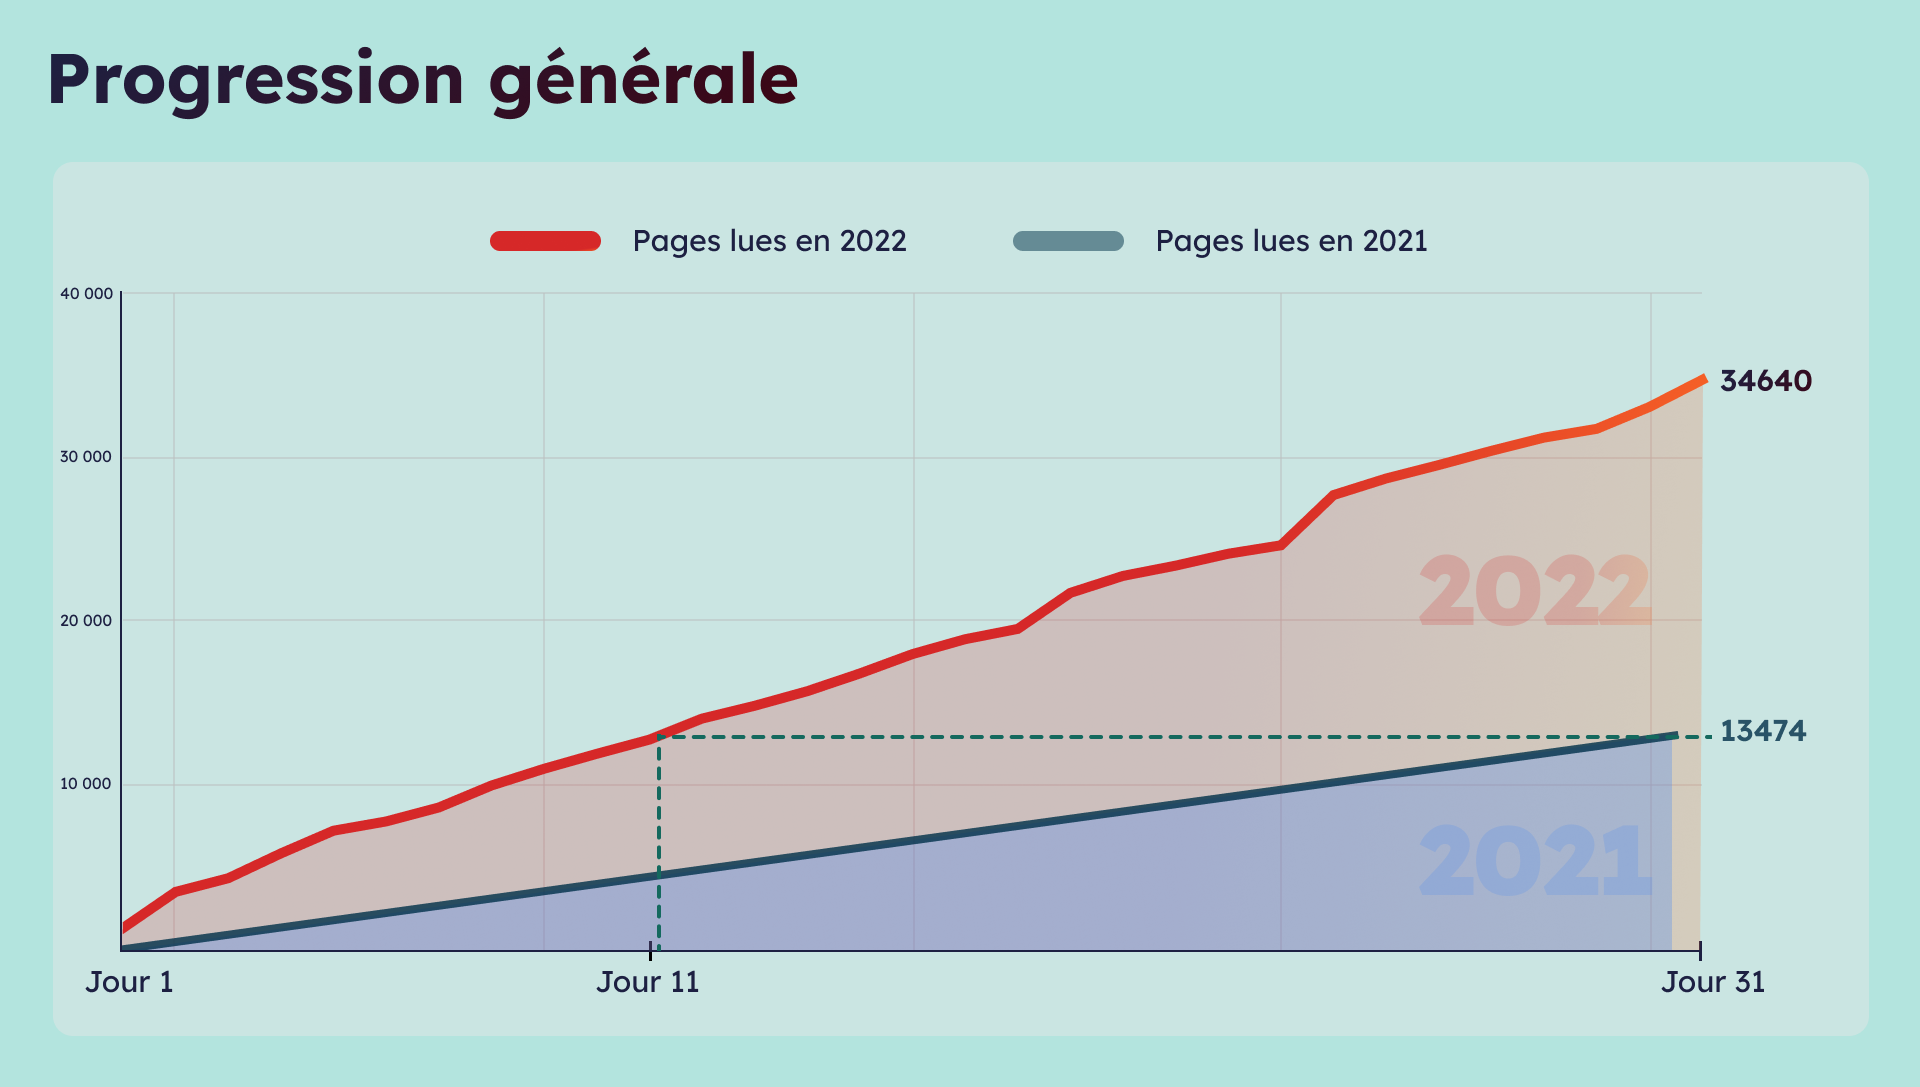 Progression générale
Pages lues en 2022
Pages lues en 2021
40 000
34640
30 000
2022
20 000
13474
10 000
2021
Jour 1
Jour 11
Jour 31